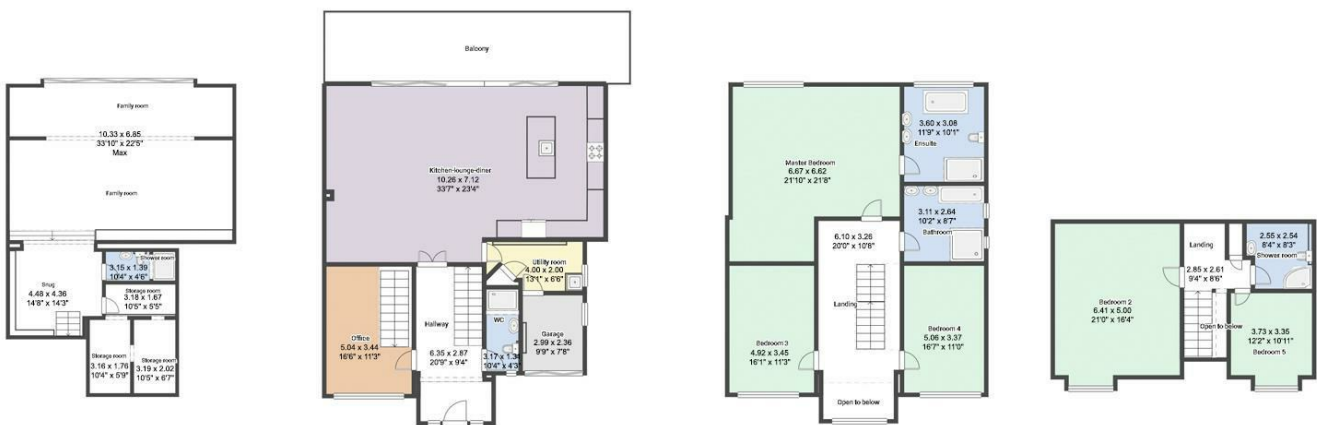 Family room
10.33 x 6.85
33'10" x 22'5"
Max
Family room
Snug
4.48 x 4.36
14'8" x 14'3"
Shower room
3.15 x 1.39
10'4" x 4'6"
3.18 x 1.67
10'5" x 5'5"
Storage room
Storage room
3.16 x 1.76
10'4" x 5'9"
Storage room
3.19 x 2.02
10'5" x 6'7"
Balcony
Kitchen-lounge-diner
10.26 x 7.12
33'7" x 23'4"
Utility room
4.00 x 2.00
13'1" x 6'6"
Office
5.04 x 3.44
16'6" x 11'3"
Hallway
6.35 x 2.87
20'9" x 9'4"
WC
3.17 x 1.30
10'4" x 4'3"
Garage
2.99 x 2.36
9'9" x 7'8"
Master Bedroom
6.67 x 6.62
21'10" x 21'8"
3.60 x 3.08
11'9" x 10'1"
Ensuite
3.11 x 2.64
10'2" x 8'7"
Bathroom
6.10 x 3.26
20'0" x 10'8"
Landing
Bedroom 3
4.92 x 3.45
16'1" x 11'3"
Bedroom 4
5.06 x 3.37
16'7" x 11'0"
Open to below
Bedroom 2
6.41 x 5.00
21'0" x 16'4"
Landing
2.85 x 2.61
9'4" x 8'6"
2.55 x 2.54
8'4" x 8'3"
Shower room
Open to below
3.73 x 3.35
12'2" x 10'11"
Bedroom 5